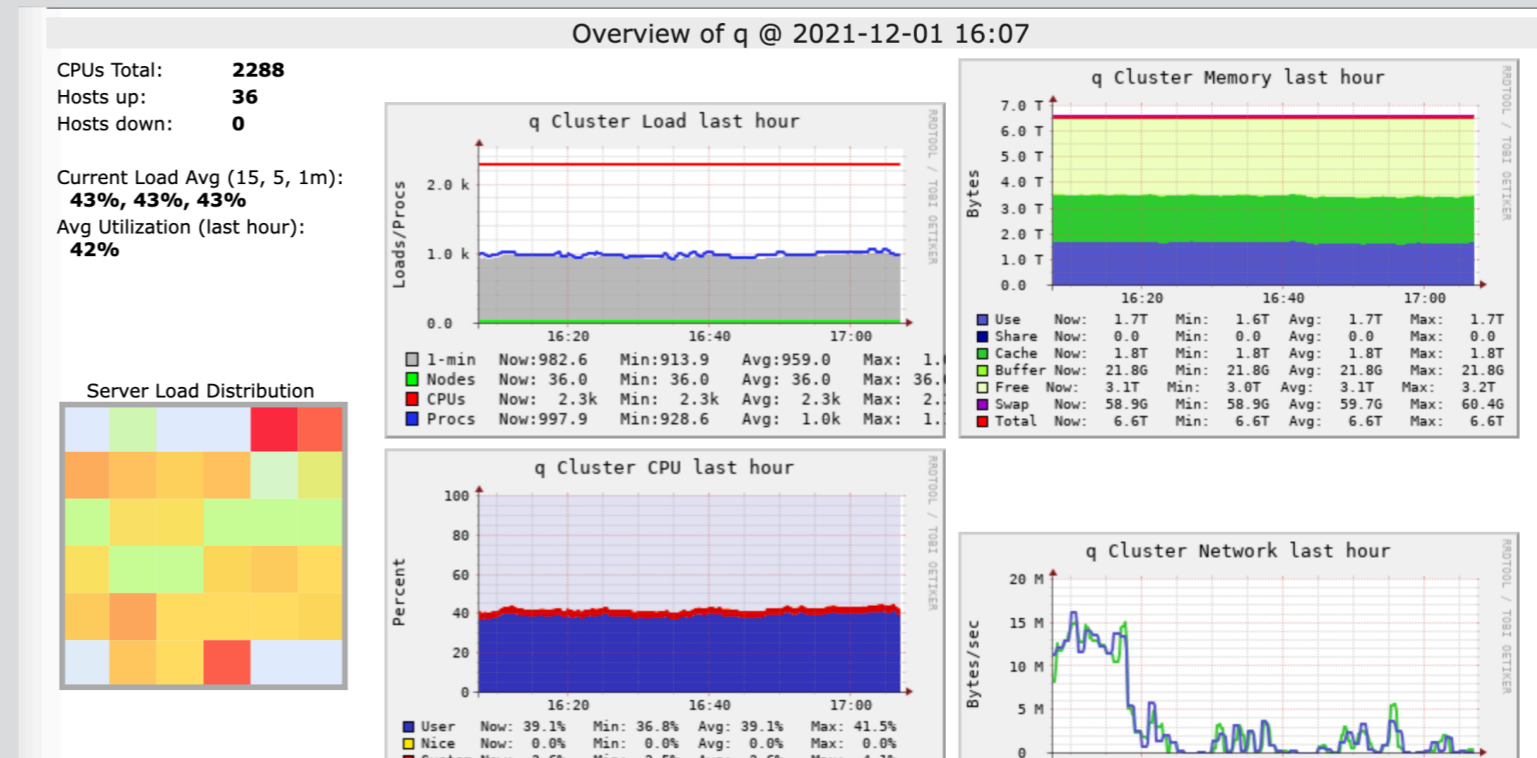 Overview of q @ 2021-12-01 16:07
CPUs Total: 2288
Hosts up: 36
Hosts down: 0
Current Load Avg (15, 5, 1m):
43%, 43%, 43%
Avg Utilization (last hour):
42%
Server Load Distribution
q Cluster Load last hour
RRDTOOL / TOBI OETIKER
Loads/Procs
2.0 k
1.0 k
0.0
16:20 16:40 17:00
1-min Now:982.6 Min:913.9 Avg:959.0 Max: 1.
Nodes Now: 36.0 Min: 36.0 Avg: 36.0 Max: 36.
CPUs Now: 2.3k Min: 2.3k Avg: 2.3k Max: 2.
Procs Now:997.9 Min:928.6 Avg: 1.0k Max: 1.
q Cluster Memory last hour
RRDTOOL / TOBI OETIKER
Bytes
7.0 T
6.0 T
5.0 T
4.0 T
3.0 T
2.0 T
1.0 T
0.0
16:20 16:40 17:00
Use Now: 1.7T Min: 1.6T Avg: 1.7T Max: 1.7T
Share Now: 0.0 Min: 0.0 Avg: 0.0 Max: 0.0
Cache Now: 1.8T Min: 1.8T Avg: 1.8T Max: 1.8T
Buffer Now: 21.8G Min: 21.8G Avg: 21.8G Max: 21.8G
Free Now: 3.1T Min: 3.0T Avg: 3.1T Max: 3.2T
Swap Now: 58.9G Min: 58.9G Avg: 59.7G Max: 60.4G
Total Now: 6.6T Min: 6.6T Avg: 6.6T Max: 6.6T
q Cluster CPU last hour
RRDTOOL / TOBI OETIKER
Percent
100
80
60
40
20
0
16:20 16:40 17:00
User Now: 39.1% Min: 36.8% Avg: 39.1% Max: 41.5%
Nice Now: 0.0% Min: 0.0% Avg: 0.0% Max: 0.0%
q Cluster Network last hour
RRDTOOL / TOBI OETIKER
Bytes/sec
20 M
15 M
10 M
5 M
0